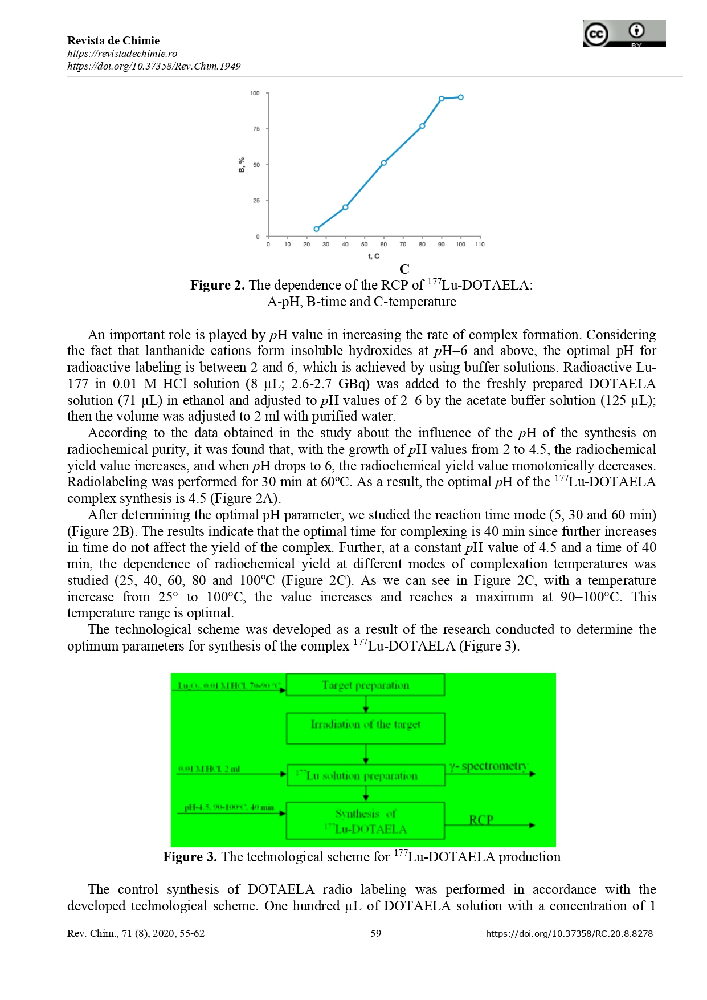 Revista de Chimie
https://revistadechimie.ro
https://doi.org/10.37358/Rev.Chim.1949
cc
BY
100
75
50
25
0
B, %
0 10 20 30 40 50 60 70 80 90 100 110
t, C
C
Figure 2. The dependence of the RCP of ¹⁷⁷Lu-DOTAELA:
A-pH, B-time and C-temperature
An important role is played by pH value in increasing the rate of complex formation. Considering
the fact that lanthanide cations form insoluble hydroxides at pH=6 and above, the optimal pH for
radioactive labeling is between 2 and 6, which is achieved by using buffer solutions. Radioactive Lu-
177 in 0.01 M HCl solution (8 µL; 2.6-2.7 GBq) was added to the freshly prepared DOTAELA
solution (71 µL) in ethanol and adjusted to pH values of 2–6 by the acetate buffer solution (125 µL);
then the volume was adjusted to 2 ml with purified water.
According to the data obtained in the study about the influence of the pH of the synthesis on
radiochemical purity, it was found that, with the growth of pH values from 2 to 4.5, the radiochemical
yield value increases, and when pH drops to 6, the radiochemical yield value monotonically decreases.
Radiolabeling was performed for 30 min at 60ºC. As a result, the optimal pH of the ¹⁷⁷Lu-DOTAELA
complex synthesis is 4.5 (Figure 2A).
After determining the optimal pH parameter, we studied the reaction time mode (5, 30 and 60 min)
(Figure 2B). The results indicate that the optimal time for complexing is 40 min since further increases
in time do not affect the yield of the complex. Further, at a constant pH value of 4.5 and a time of 40
min, the dependence of radiochemical yield at different modes of complexation temperatures was
studied (25, 40, 60, 80 and 100ºC (Figure 2C). As we can see in Figure 2C, with a temperature
increase from 25° to 100°C, the value increases and reaches a maximum at 90–100°C. This
temperature range is optimal.
The technological scheme was developed as a result of the research conducted to determine the
optimum parameters for synthesis of the complex ¹⁷⁷Lu-DOTAELA (Figure 3).
Lu₂O₃, 0.01 M HCl, 70-90 °C
Target preparation
Irradiation of the target
0.01 M HCl, 2 ml
¹⁷⁷Lu solution preparation
γ- spectrometry
pH-4.5, 90-100°C, 40 min
Synthesis of
¹⁷⁷Lu-DOTAELA
RCP
Figure 3. The technological scheme for ¹⁷⁷Lu-DOTAELA production
The control synthesis of DOTAELA radio labeling was performed in accordance with the
developed technological scheme. One hundred µL of DOTAELA solution with a concentration of 1
Rev. Chim., 71 (8), 2020, 55-62 59 https://doi.org/10.37358/RC.20.8.8278